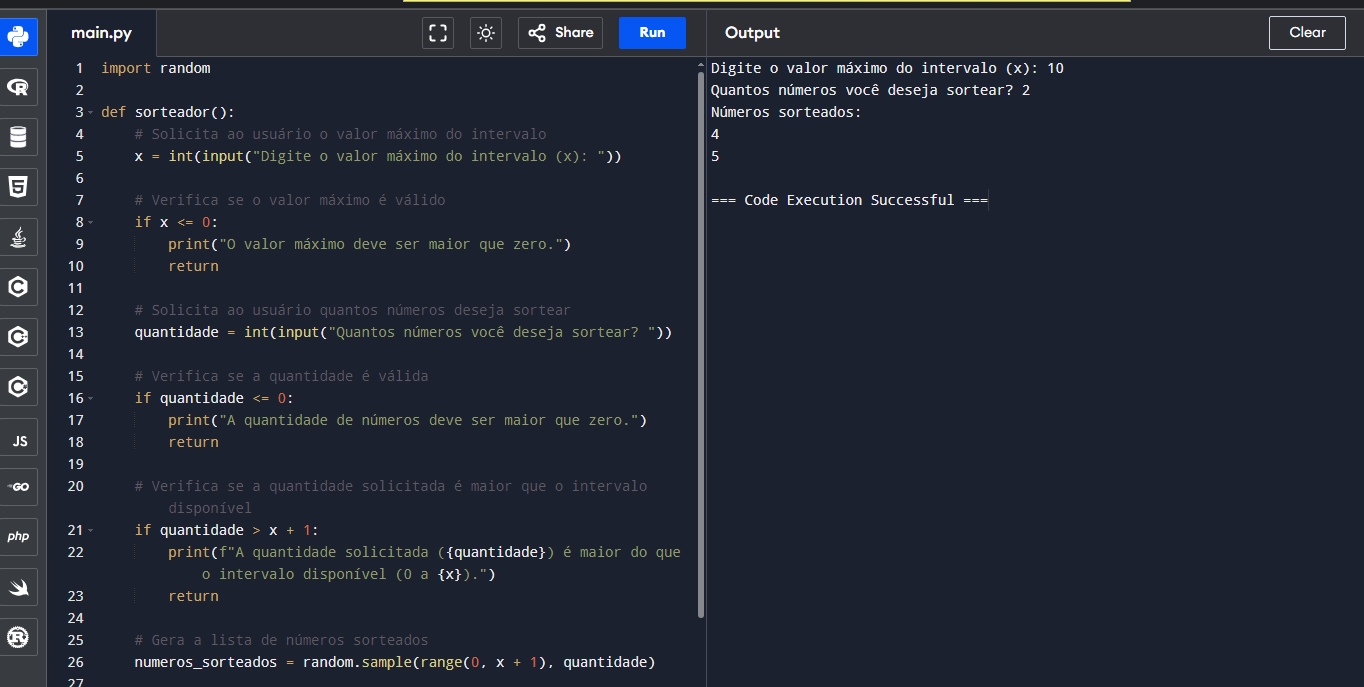 main.py
Share
Run
Output
Clear
1 import random
2
3 def sorteador():
4 # Solicita ao usuário o valor máximo do intervalo
5 x = int(input("Digite o valor máximo do intervalo (x): "))
6
7 # Verifica se o valor máximo é válido
8 if x <= 0:
9 print("O valor máximo deve ser maior que zero.")
10 return
11
12 # Solicita ao usuário quantos números deseja sortear
13 quantidade = int(input("Quantos números você deseja sortear? "))
14
15 # Verifica se a quantidade é válida
16 if quantidade <= 0:
17 print("A quantidade de números deve ser maior que zero.")
18 return
19
20 # Verifica se a quantidade solicitada é maior que o intervalo
disponível
21 if quantidade > x + 1:
22 print(f"A quantidade solicitada ({quantidade}) é maior do que
o intervalo disponível (0 a {x}).")
23 return
24
25 # Gera a lista de números sorteados
26 numeros_sorteados = random.sample(range(0, x + 1), quantidade)
27
Digite o valor máximo do intervalo (x): 10
Quantos números você deseja sortear? 2
Números sorteados:
4
5
=== Code Execution Successful ===
R
5
C
C
C
JS
GO
php
R